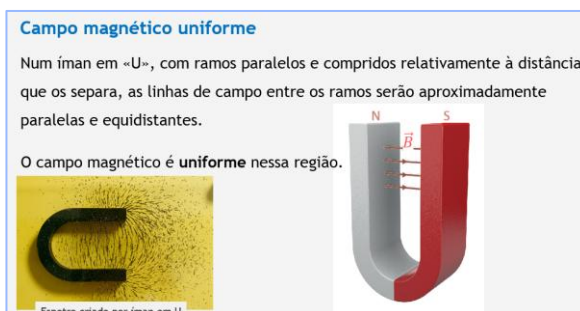 Campo magnético uniforme
Num íman em «U», com ramos paralelos e compridos relativamente à distância
que os separa, as linhas de campo entre os ramos serão aproximadamente
paralelas e equidistantes.
N S
B
O campo magnético é uniforme nessa região.